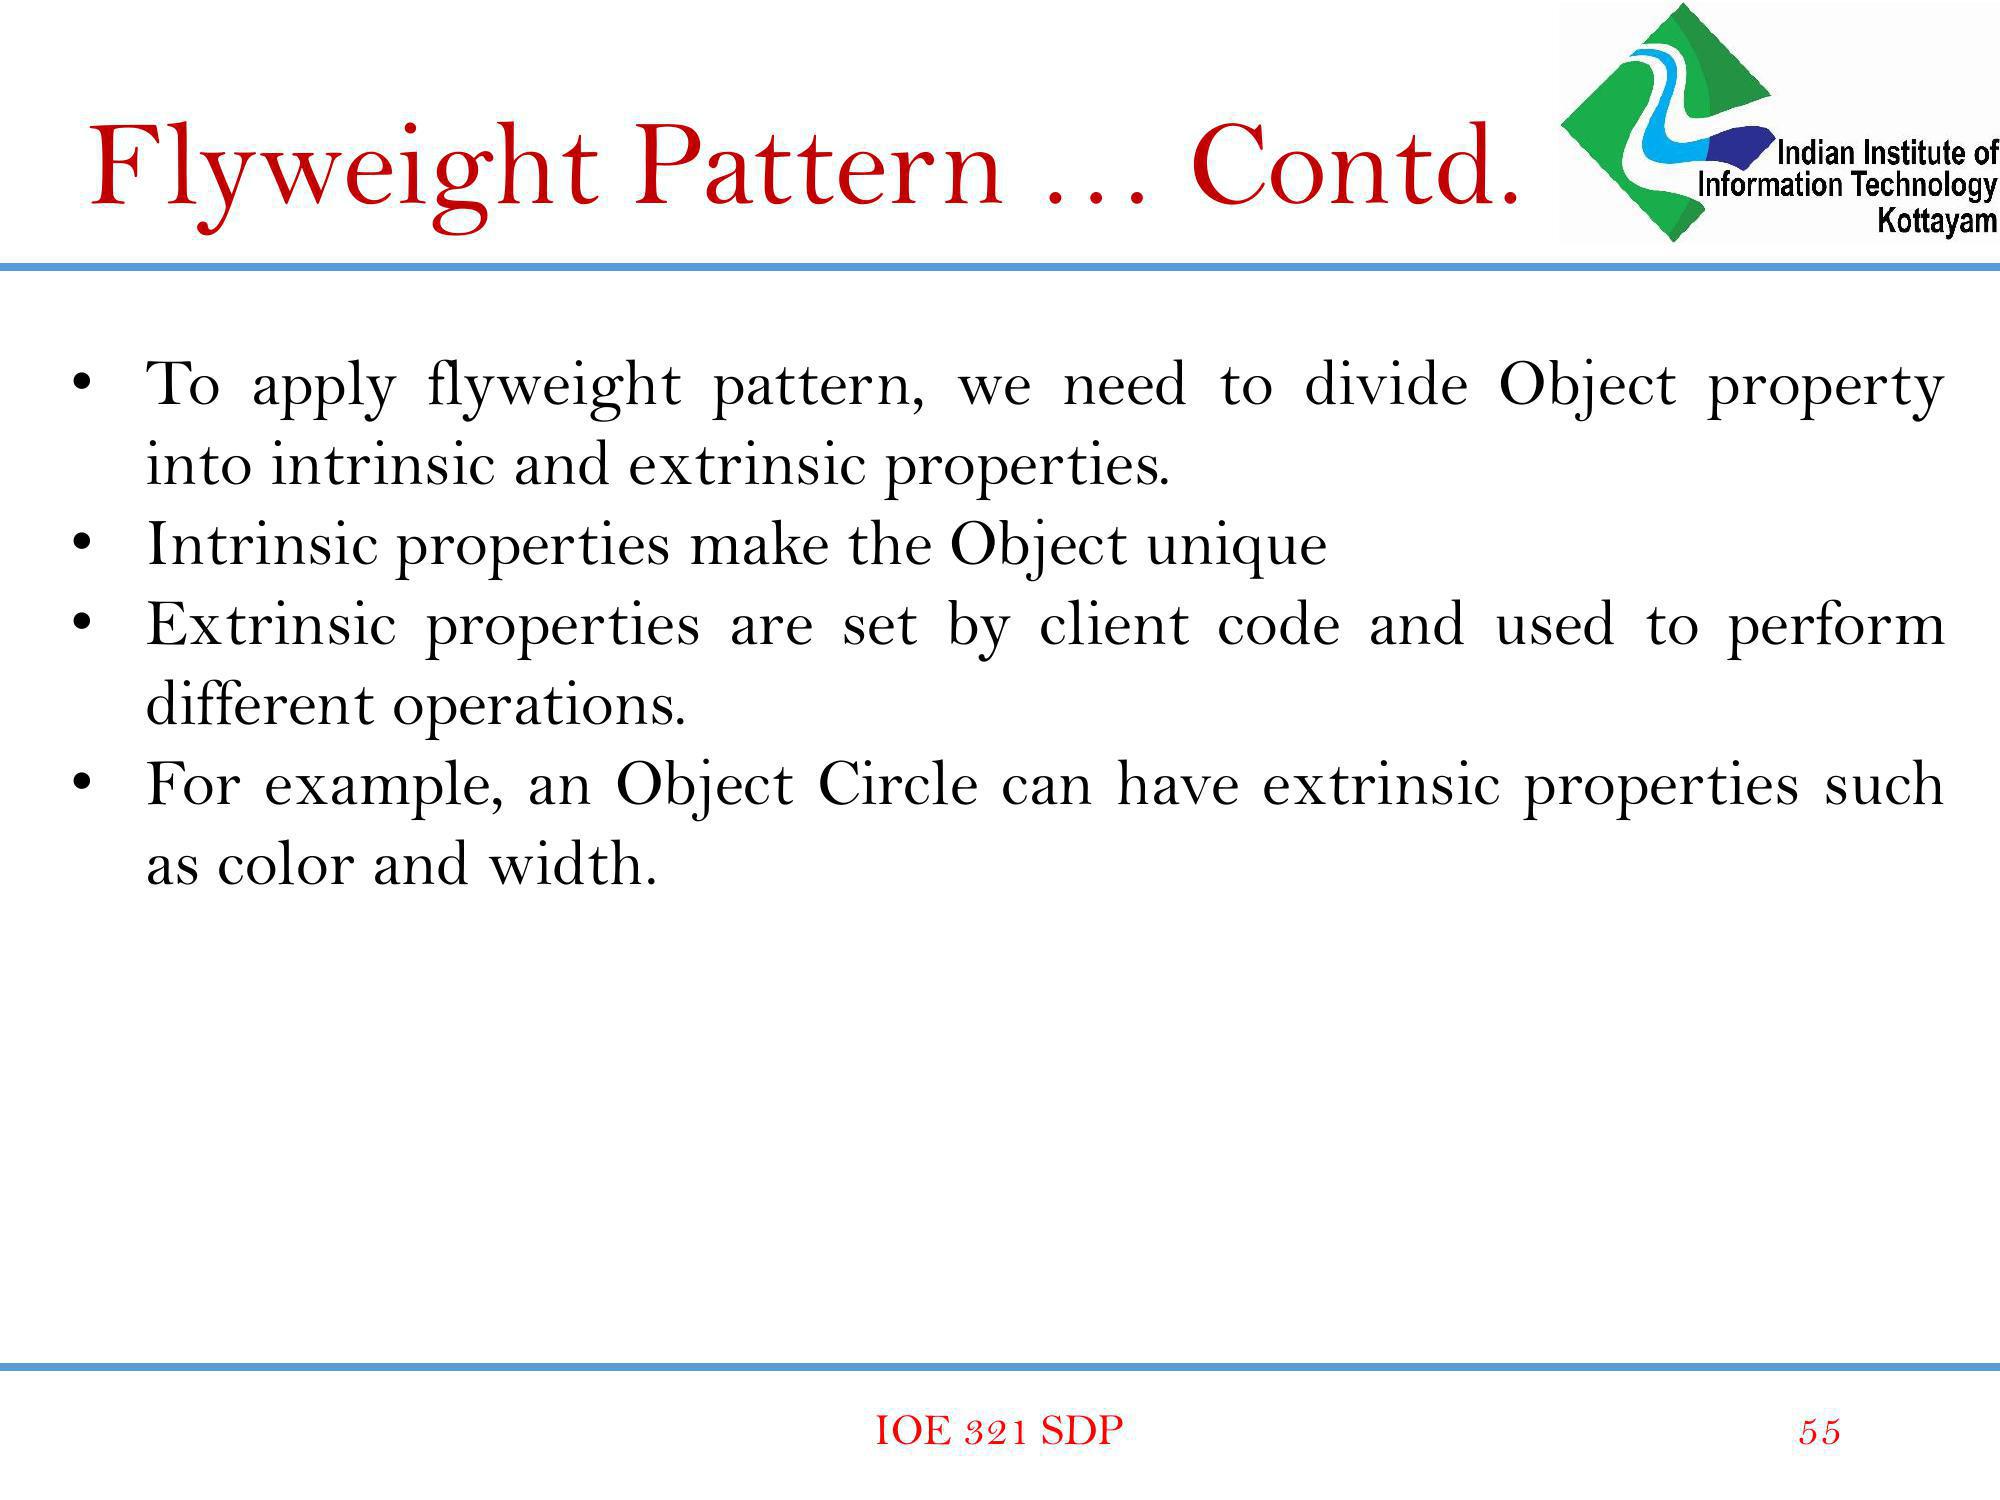 Flyweight Pattern … Contd.
Indian Institute of
Information Technology
Kottayam
• To apply flyweight pattern, we need to divide Object property
into intrinsic and extrinsic properties.
• Intrinsic properties make the Object unique
• Extrinsic properties are set by client code and used to perform
different operations.
• For example, an Object Circle can have extrinsic properties such
as color and width.
IOE 321 SDP
55